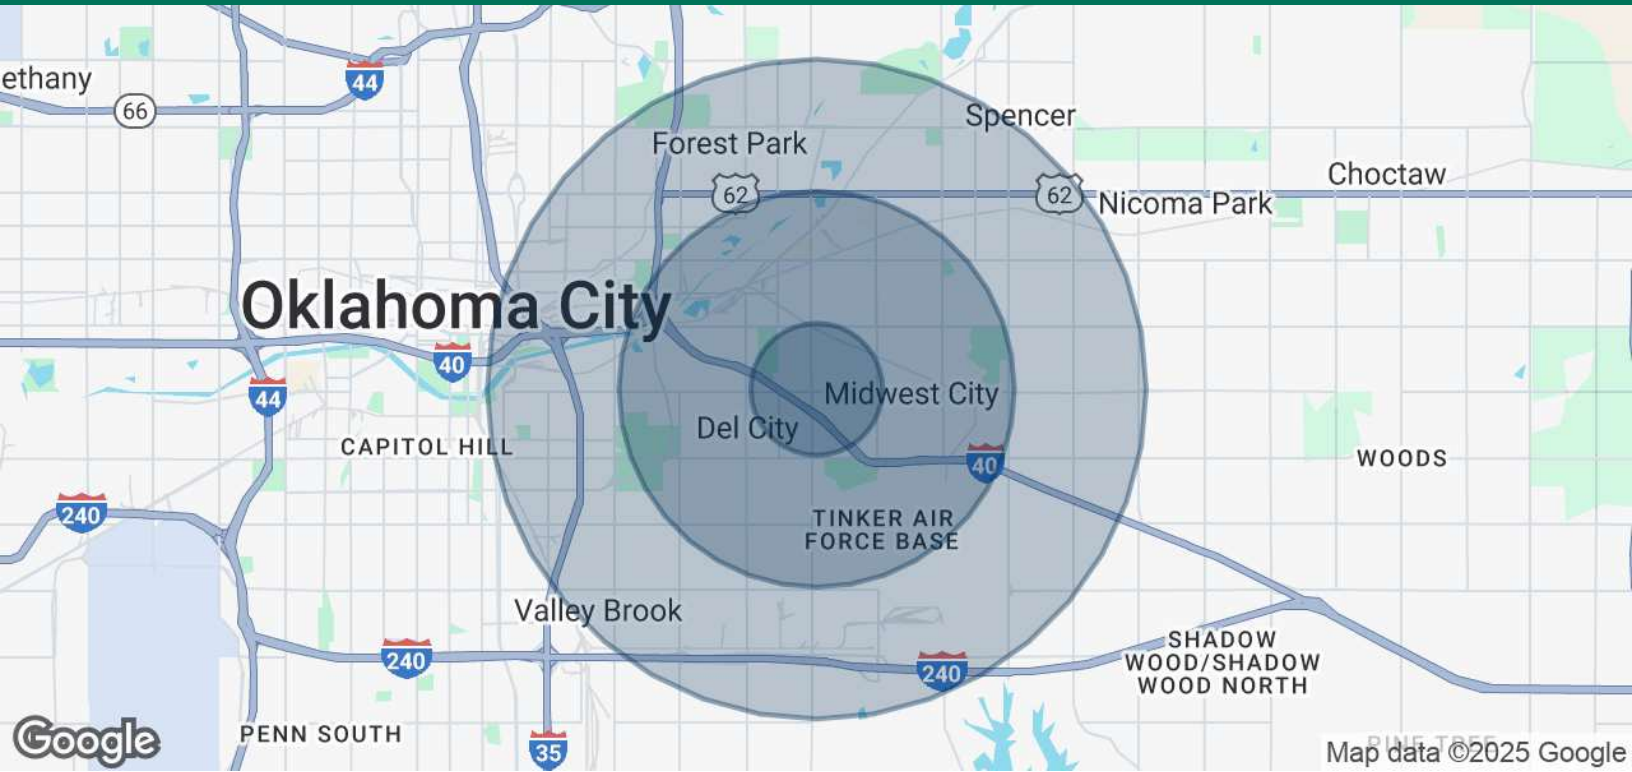 ethany
44
66
Spencer
Forest Park
62
62
Choctaw
Nicoma Park
Oklahoma City
40
44
Midwest City
Del City
CAPITOL HILL
40
WOODS
240
TINKER AIR
FORCE BASE
Valley Brook
240
240
SHADOW
WOOD/SHADOW
WOOD NORTH
PENN SOUTH
35
Google
PINE TREE
Map data ©2025 Google